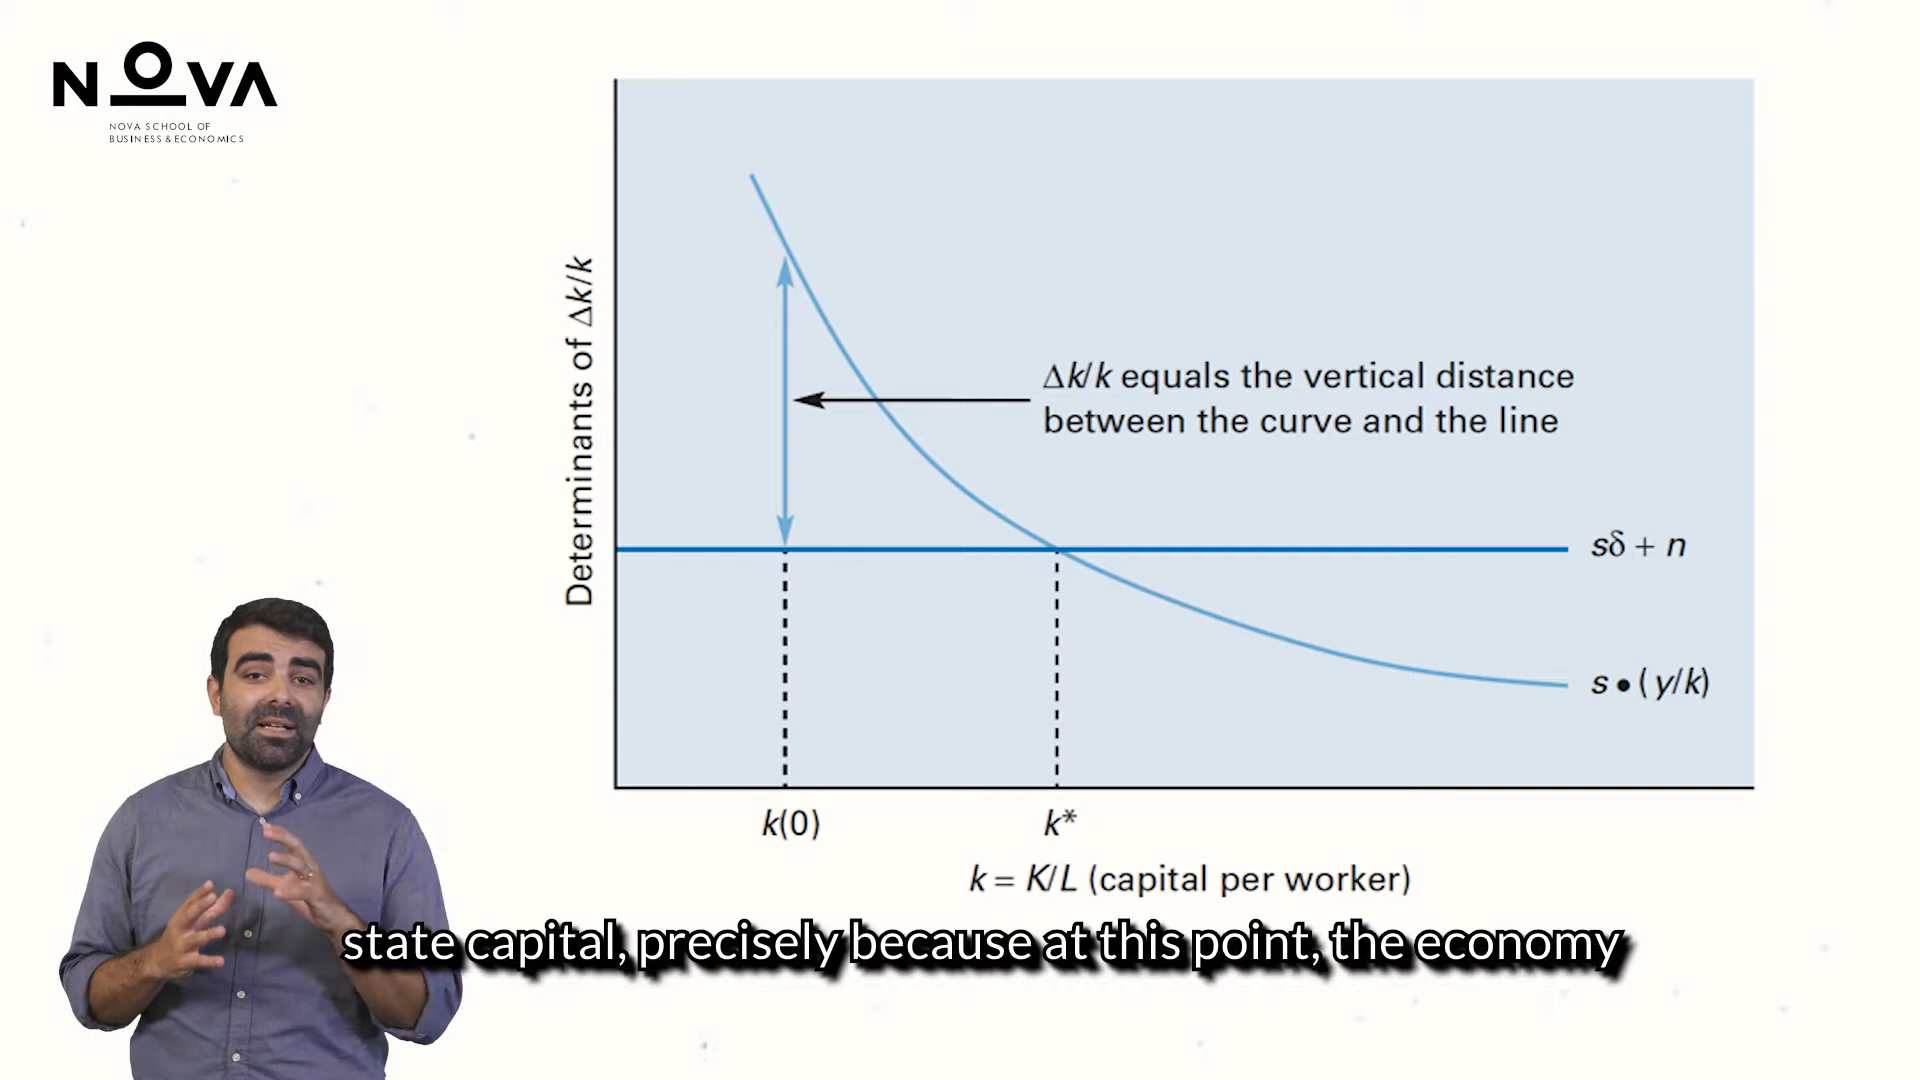 NOVA
NOVA SCHOOL OF
BUSINESS & ECONOMICS
Determinants of Δk/k
Δk/k equals the vertical distance
between the curve and the line
sδ + n
s • (y/k)
k(0)
k*
k = K/L (capital per worker)
state capital, precisely because at this point, the economy